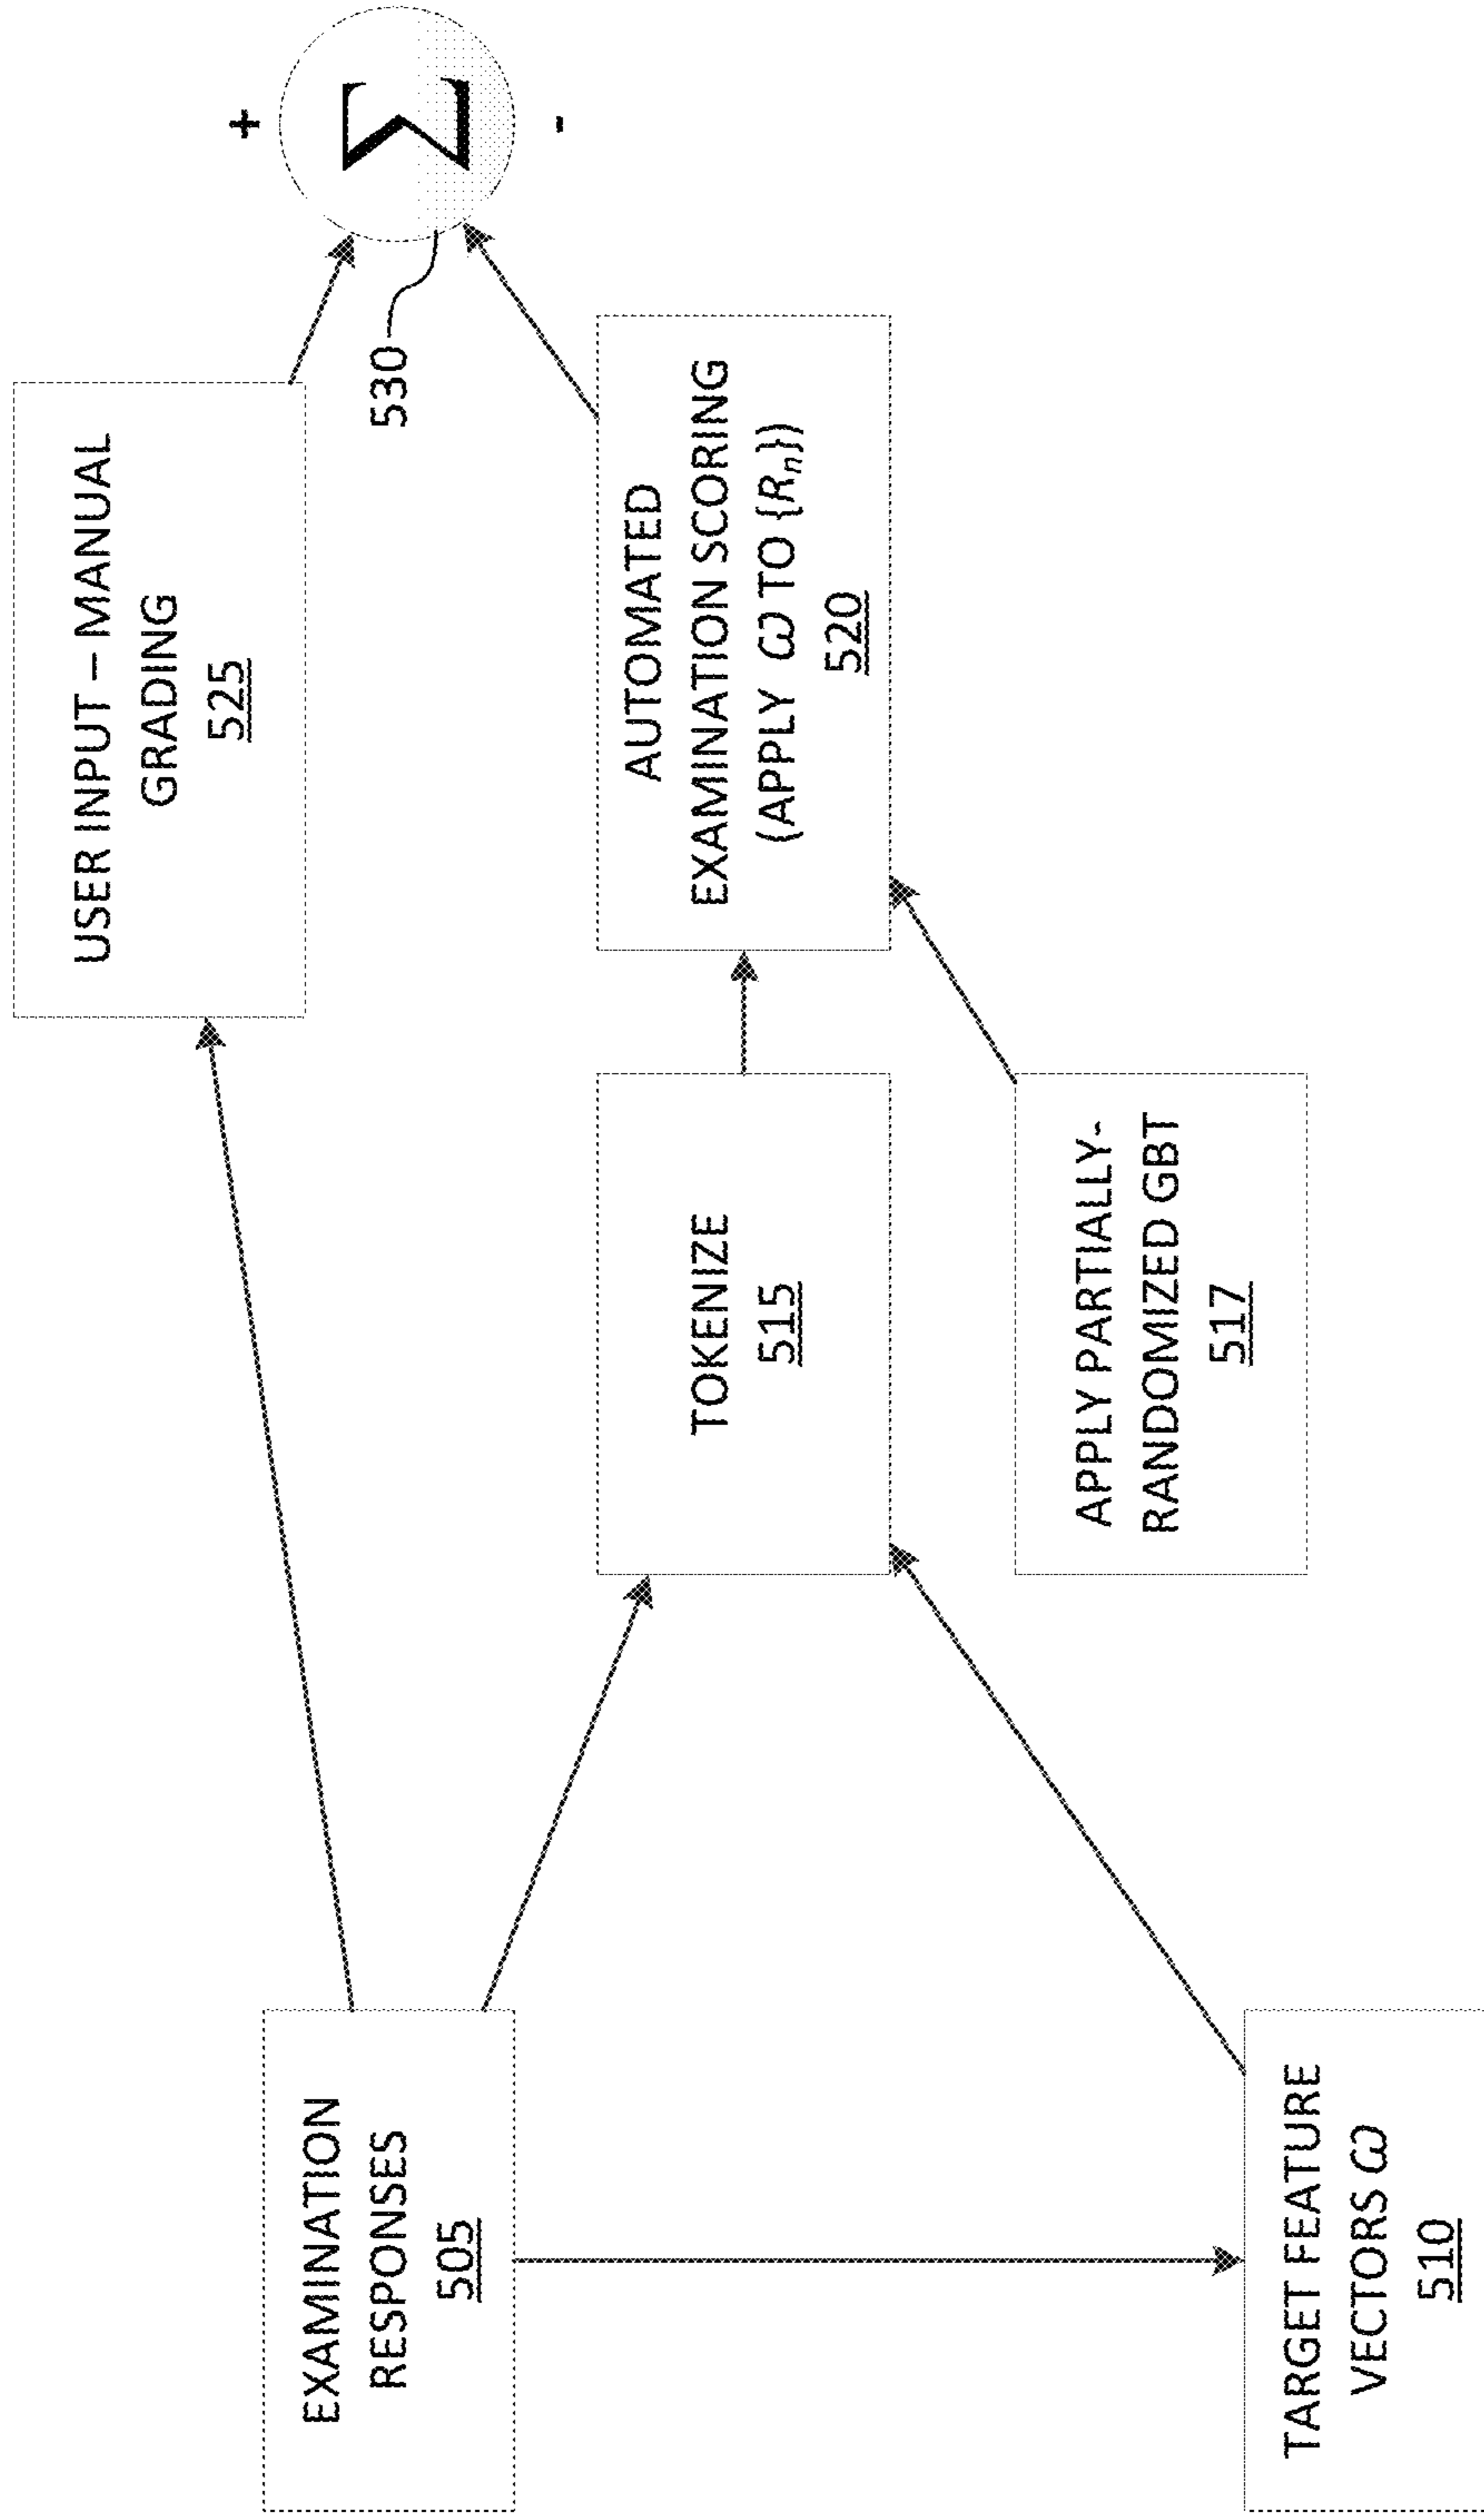 EXAMINATION
RESPONSES
505
TARGET FEATURE
VECTORS ω
510
TOKENIZE
515
APPLY PARTIALLY-
RANDOMIZED GBT
517
USER INPUT – MANUAL
GRADING
525
AUTOMATED
EXAMINATION SCORING
(APPLY ω TO {Rₙ})
520
530
+
Σ
-